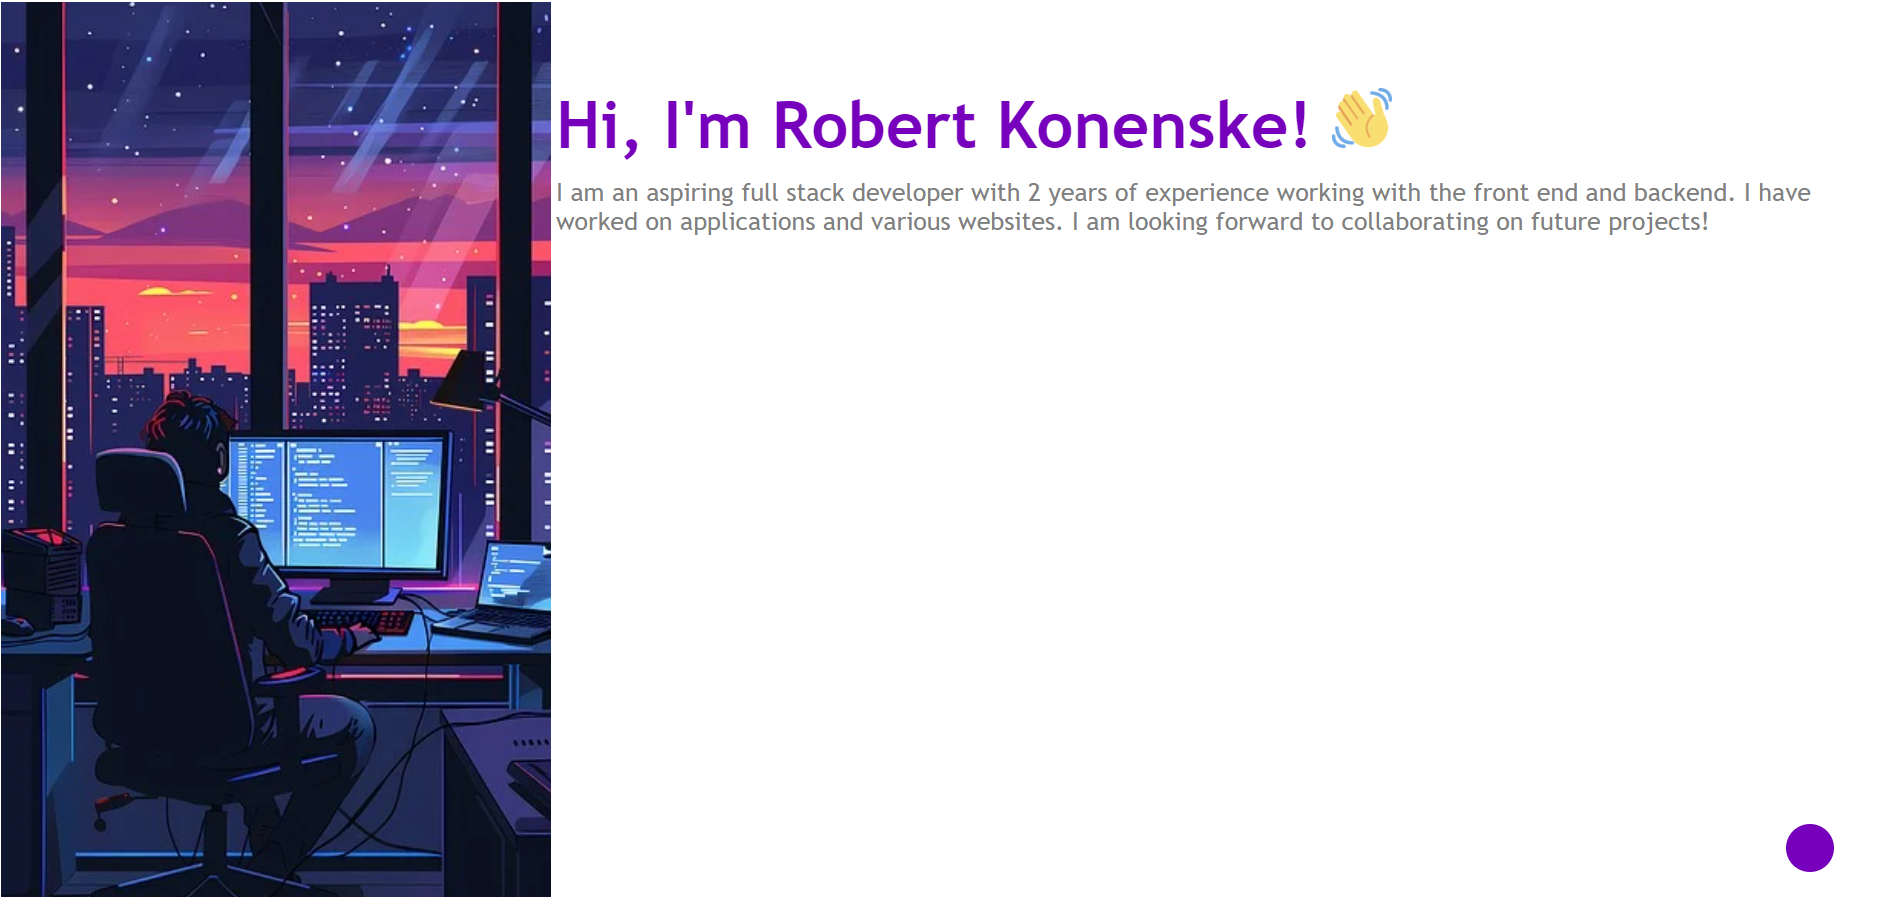 Hi, I'm Robert Konenske! 👋
I am an aspiring full stack developer with 2 years of experience working with the front end and backend. I have
worked on applications and various websites. I am looking forward to collaborating on future projects!